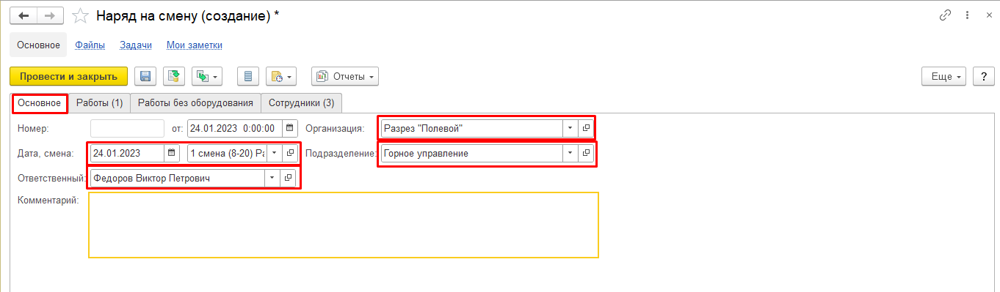 Наряд на смену (создание) *
Основное Файлы Задачи Мои заметки
Провести и закрыть Отчеты Еще ?
Основное Работы (1) Работы без оборудования Сотрудники (3)
Номер: от: 24.01.2023 0:00:00 Организация: Разрез "Полевой"
Дата, смена: 24.01.2023 1 смена (8-20) Ра Подразделение: Горное управление
Ответственный: Федоров Виктор Петрович
Комментарий: